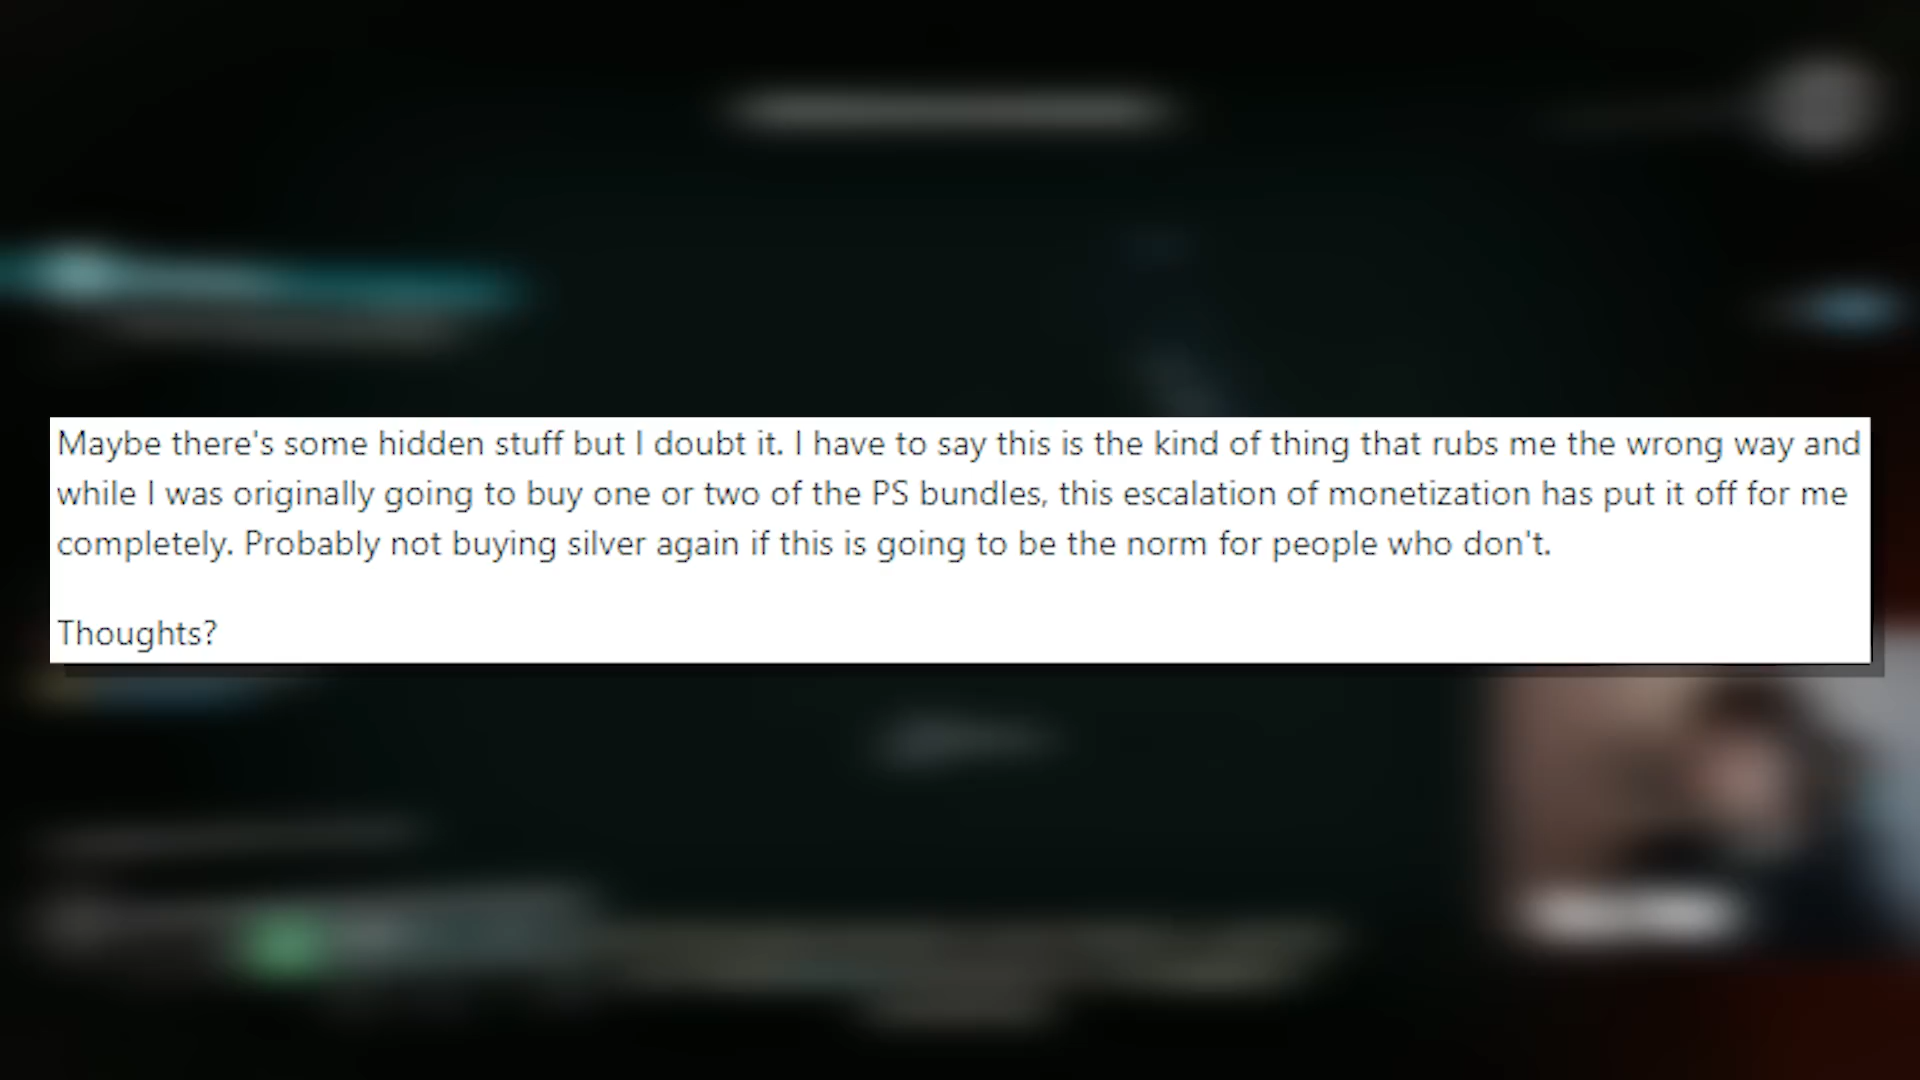 Maybe there's some hidden stuff but I doubt it. I have to say this is the kind of thing that rubs me the wrong way and
while I was originally going to buy one or two of the PS bundles, this escalation of monetization has put it off for me
completely. Probably not buying silver again if this is going to be the norm for people who don't.
Thoughts?